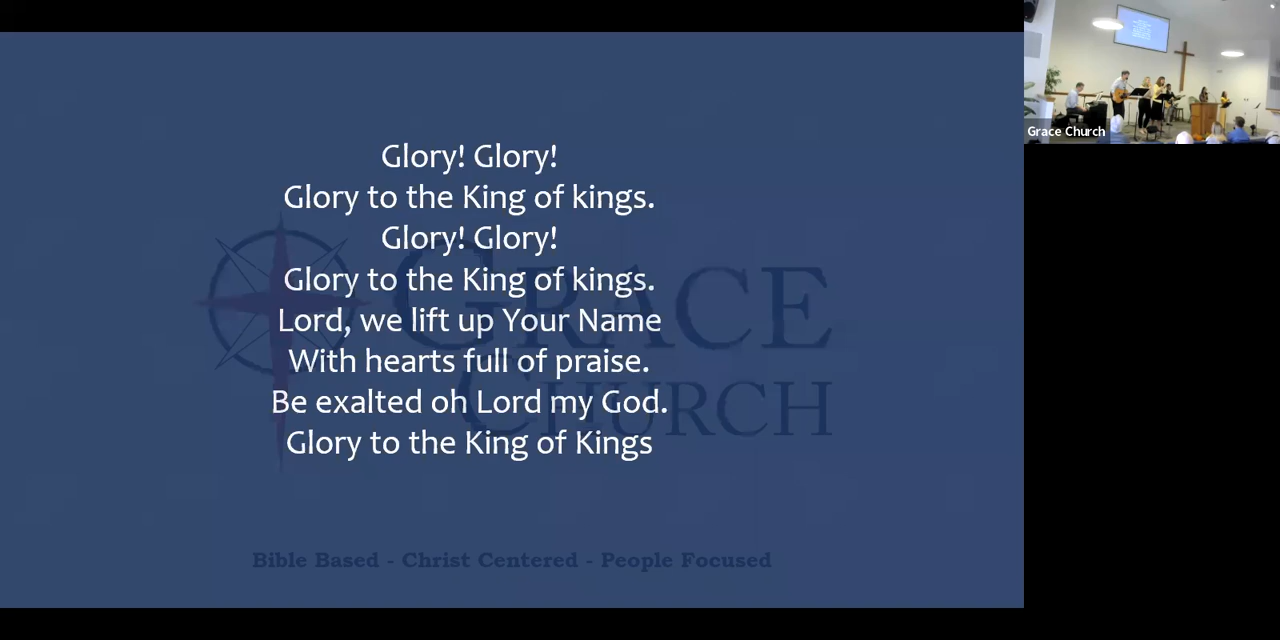 Glory! Glory!
Glory to the King of kings.
Glory! Glory!
Glory to the King of kings.
Lord, we lift up Your Name
With hearts full of praise.
Be exalted oh Lord my God.
Glory to the King of Kings
GRACE
CHURCH
Bible Based - Christ Centered - People Focused
Grace Church